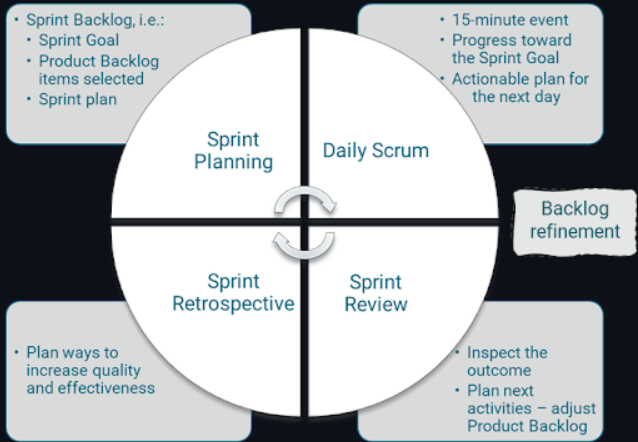 • Sprint Backlog, i.e.:
• Sprint Goal
• Product Backlog
items selected
• Sprint plan
• 15-minute event
• Progress toward
the Sprint Goal
• Actionable plan for
the next day
Sprint
Planning
Daily Scrum
Backlog
refinement
Sprint
Retrospective
Sprint
Review
• Plan ways to
increase quality
and effectiveness
• Inspect the
outcome
• Plan next
activities – adjust
Product Backlog